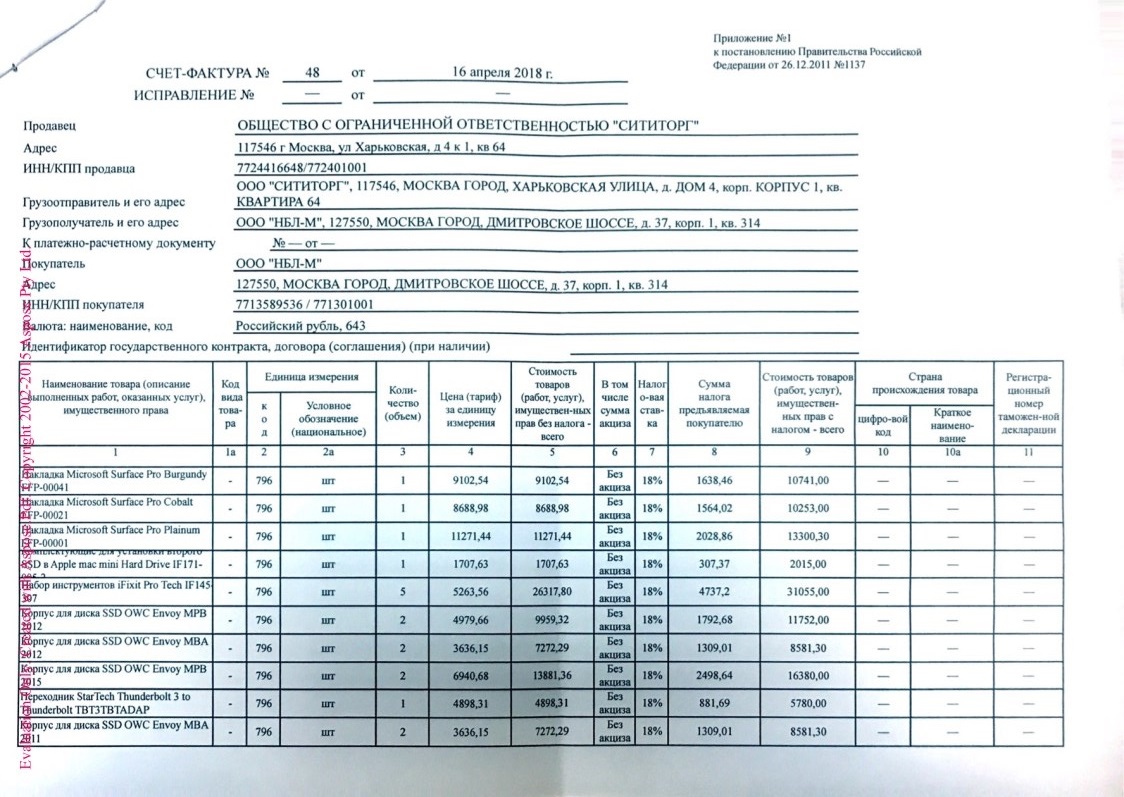 Приложение №1
к постановлению Правительства Российской
Федерации от 26.12.2011 №1137
СЧЕТ-ФАКТУРА № 48 от 16 апреля 2018 г.
ИСПРАВЛЕНИЕ № — от —
Продавец ОБЩЕСТВО С ОГРАНИЧЕННОЙ ОТВЕТСТВЕННОСТЬЮ "СИТИТОРГ"
Адрес 117546 г Москва, ул Харьковская, д 4 к 1, кв 64
ИНН/КПП продавца 7724416648/772401001
ООО "СИТИТОРГ", 117546, МОСКВА ГОРОД, ХАРЬКОВСКАЯ УЛИЦА, д. ДОМ 4, корп. КОРПУС 1, кв.
Грузоотправитель и его адрес КВАРТИРА 64
Грузополучатель и его адрес ООО "НБЛ-М", 127550, МОСКВА ГОРОД, ДМИТРОВСКОЕ ШОССЕ, д. 37, корп. 1, кв. 314
К платежно-расчетному документу № — от —
Покупатель ООО "НБЛ-М"
Адрес 127550, МОСКВА ГОРОД, ДМИТРОВСКОЕ ШОССЕ, д. 37, корп. 1, кв. 314
ИНН/КПП покупателя 7713589536 / 771301001
Валюта: наименование, код Российский рубль, 643
Идентификатор государственного контракта, договора (соглашения) (при наличии)
Наименование товара (описание
выполненных работ, оказанных услуг),
имущественного права
Код
вида
това-
ра
Единица измерения
к
о
д
Условное
обозначение
(национальное)
Коли-
чество
(объем)
Цена (тариф)
за единицу
измерения
Стоимость
товаров
(работ, услуг),
имуществен-ных
прав без налога -
всего
В том
числе
сумма
акциза
Налог
о-вая
став-
ка
Сумма
налога
предъявляемая
покупателю
Стоимость товаров
(работ, услуг),
имуществен-
ных прав с
налогом - всего
Страна
происхождения товара
цифро-вой
код
Краткое
наимено-
вание
Регистра-
ционный
номер
таможен-ной
декларации
1 1а 2 2а 3 4 5 6 7 8 9 10 10а 11
Накладка Microsoft Surface Pro Burgundy
FFP-00041
- 796 шт 1 9102,54 9102,54 Без акциза 18% 1638,46 10741,00 — — —
Накладка Microsoft Surface Pro Cobalt
FFP-00021
- 796 шт 1 8688,98 8688,98 Без акциза 18% 1564,02 10253,00 — — —
Накладка Microsoft Surface Pro Plainum
FFP-00001
- 796 шт 1 11271,44 11271,44 Без акциза 18% 2028,86 13300,30 — — —
Комплектующие для установки второго
SSD в Apple mac mini Hard Drive IF171-
- 796 шт 1 1707,63 1707,63 Без акциза 18% 307,37 2015,00 — — —
Набор инструментов iFixit Pro Tech IF145-
307
- 796 шт 5 5263,56 26317,80 Без акциза 18% 4737,2 31055,00 — — —
Корпус для диска SSD OWC Envoy MPB
2012
- 796 шт 2 4979,66 9959,32 Без акциза 18% 1792,68 11752,00 — — —
Корпус для диска SSD OWC Envoy MBA
2012
- 796 шт 2 3636,15 7272,29 Без акциза 18% 1309,01 8581,30 — — —
Корпус для диска SSD OWC Envoy MPB
2015
- 796 шт 2 6940,68 13881,36 Без акциза 18% 2498,64 16380,00 — — —
Переходник StarTech Thunderbolt 3 to
Thunderbolt TBT3TBTADAP
- 796 шт 1 4898,31 4898,31 Без акциза 18% 881,69 5780,00 — — —
Корпус для диска SSD OWC Envoy MBA
2011
- 796 шт 2 3636,15 7272,29 Без акциза 18% 1309,01 8581,30 — — —